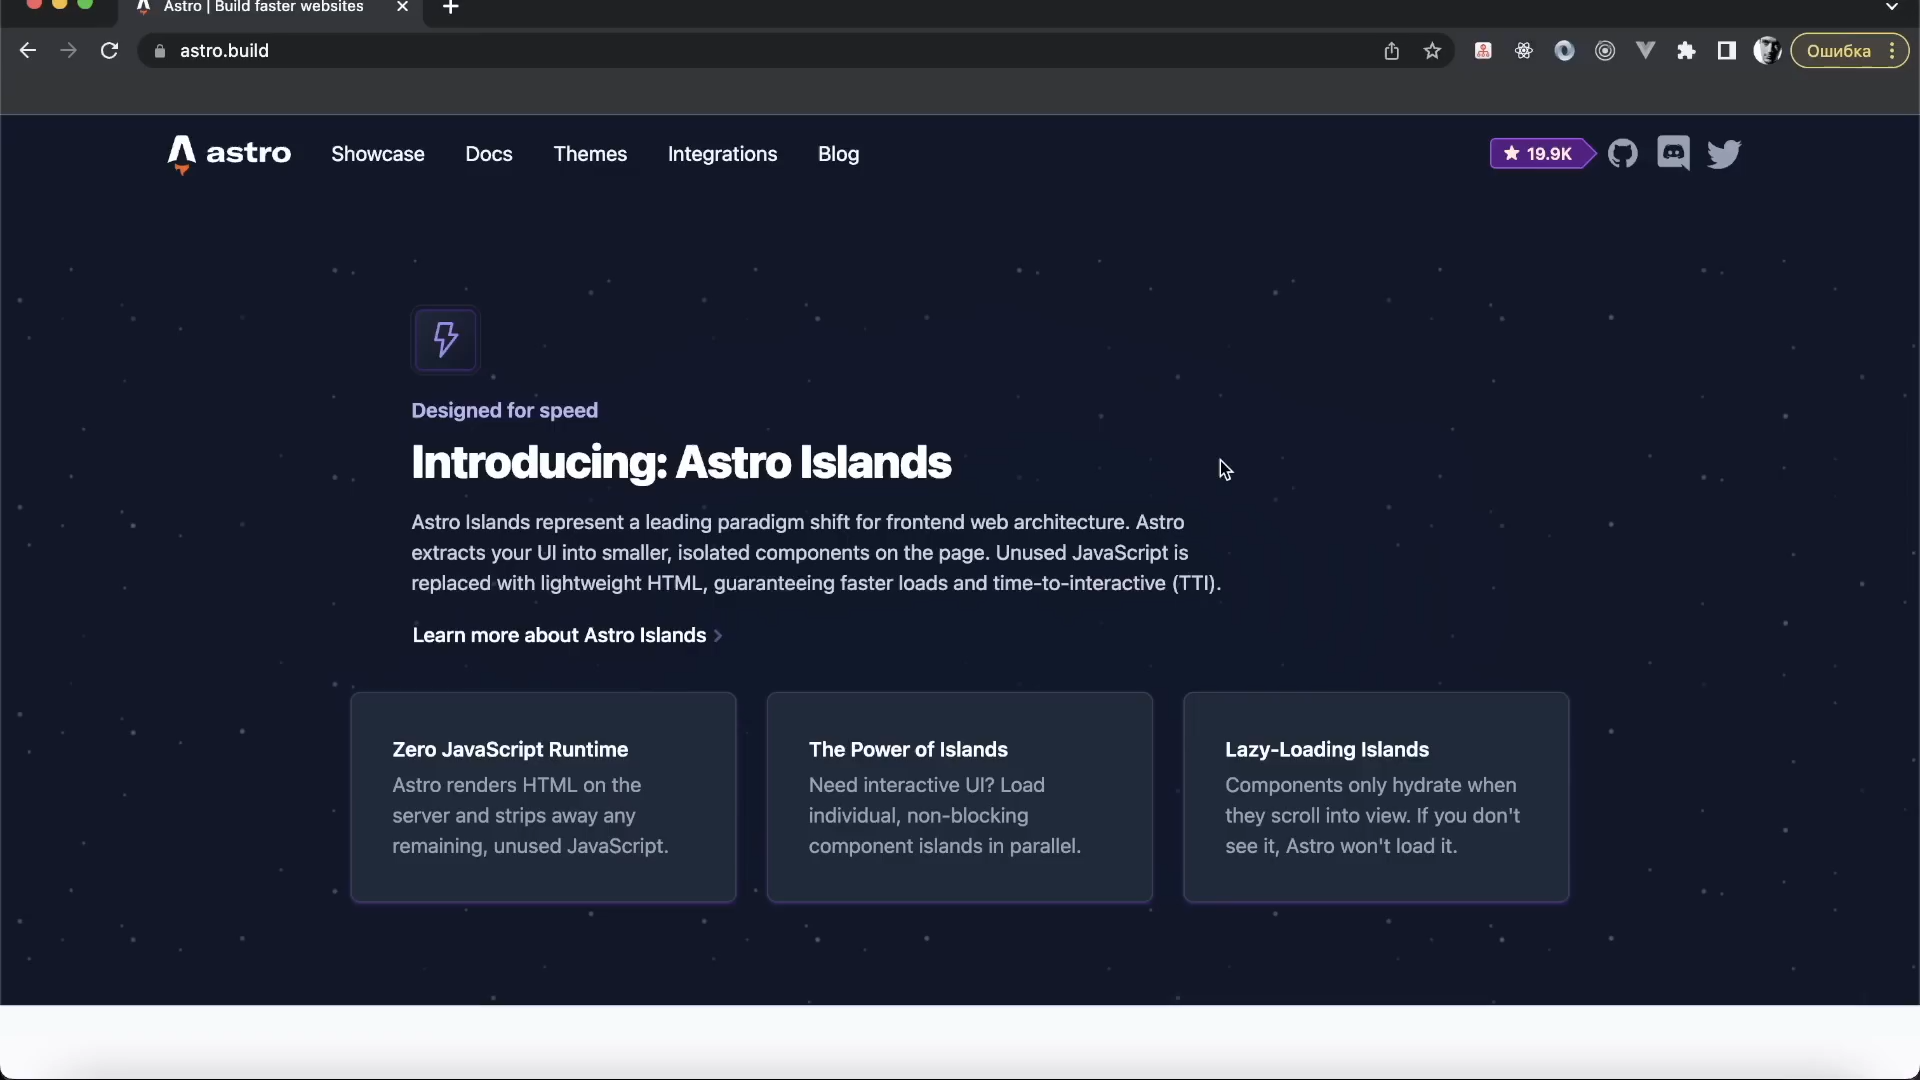 Astro | Build faster websites
astro.build
Ошибка
astro Showcase Docs Themes Integrations Blog 19.9K
Designed for speed
Introducing: Astro Islands
Astro Islands represent a leading paradigm shift for frontend web architecture. Astro
extracts your UI into smaller, isolated components on the page. Unused JavaScript is
replaced with lightweight HTML, guaranteeing faster loads and time-to-interactive (TTI).
Learn more about Astro Islands
Zero JavaScript Runtime
Astro renders HTML on the
server and strips away any
remaining, unused JavaScript.
The Power of Islands
Need interactive UI? Load
individual, non-blocking
component islands in parallel.
Lazy-Loading Islands
Components only hydrate when
they scroll into view. If you don't
see it, Astro won't load it.